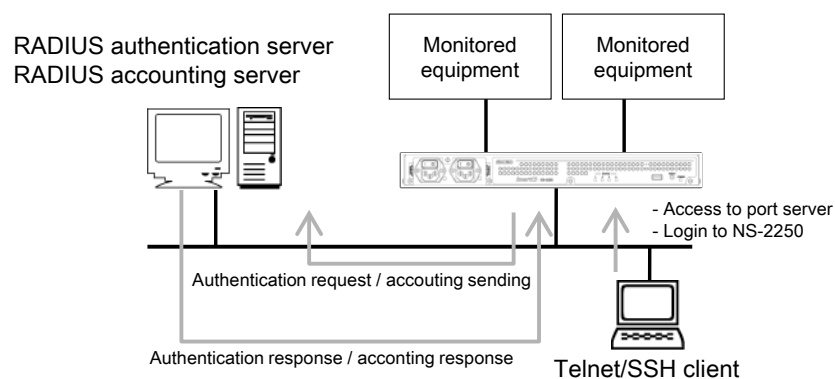 RADIUS authentication server
RADIUS accounting server
Monitored
equipment
Monitored
equipment
- Access to port server
- Login to NS-2250
Authentication request / accouting sending
Authentication response / acconting response
Telnet/SSH client